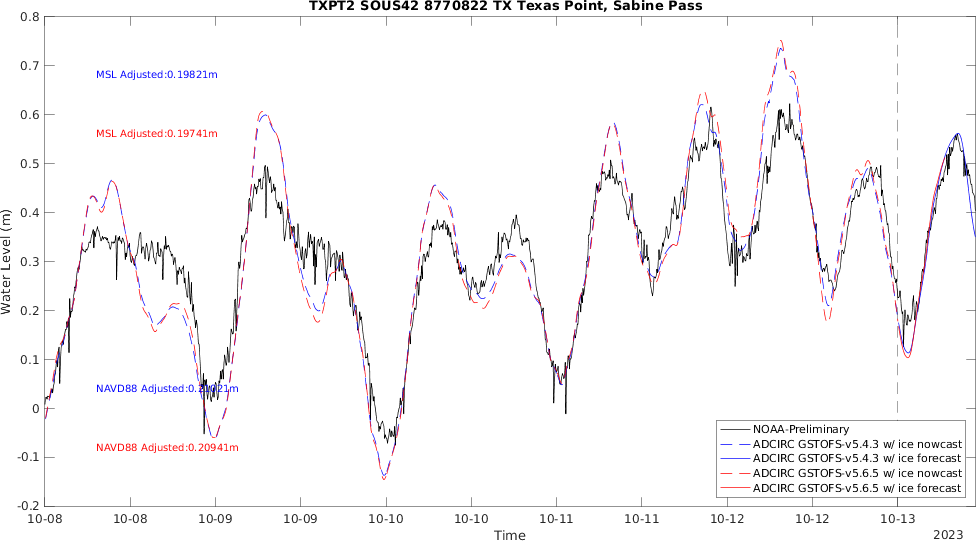 TXPT2 SOUS42 8770822 TX Texas Point, Sabine Pass
0.8
0.7
0.6
0.5
0.4
0.3
0.2
0.1
0
-0.1
-0.2
Water Level (m)
MSL Adjusted:0.19821m
MSL Adjusted:0.19741m
NAVD88
NAVD88 Adjusted:0.20941m
NOAA-Preliminary
ADCIRC GSTOFS-v5.4.3 w/ ice nowcast
ADCIRC GSTOFS-v5.4.3 w/ ice forecast
ADCIRC GSTOFS-v5.6.5 w/ ice nowcast
ADCIRC GSTOFS-v5.6.5 w/ ice forecast
10-08 10-08 10-09 10-09 10-10 10-10 10-11 10-11 10-12 10-12 10-13
Time
2023